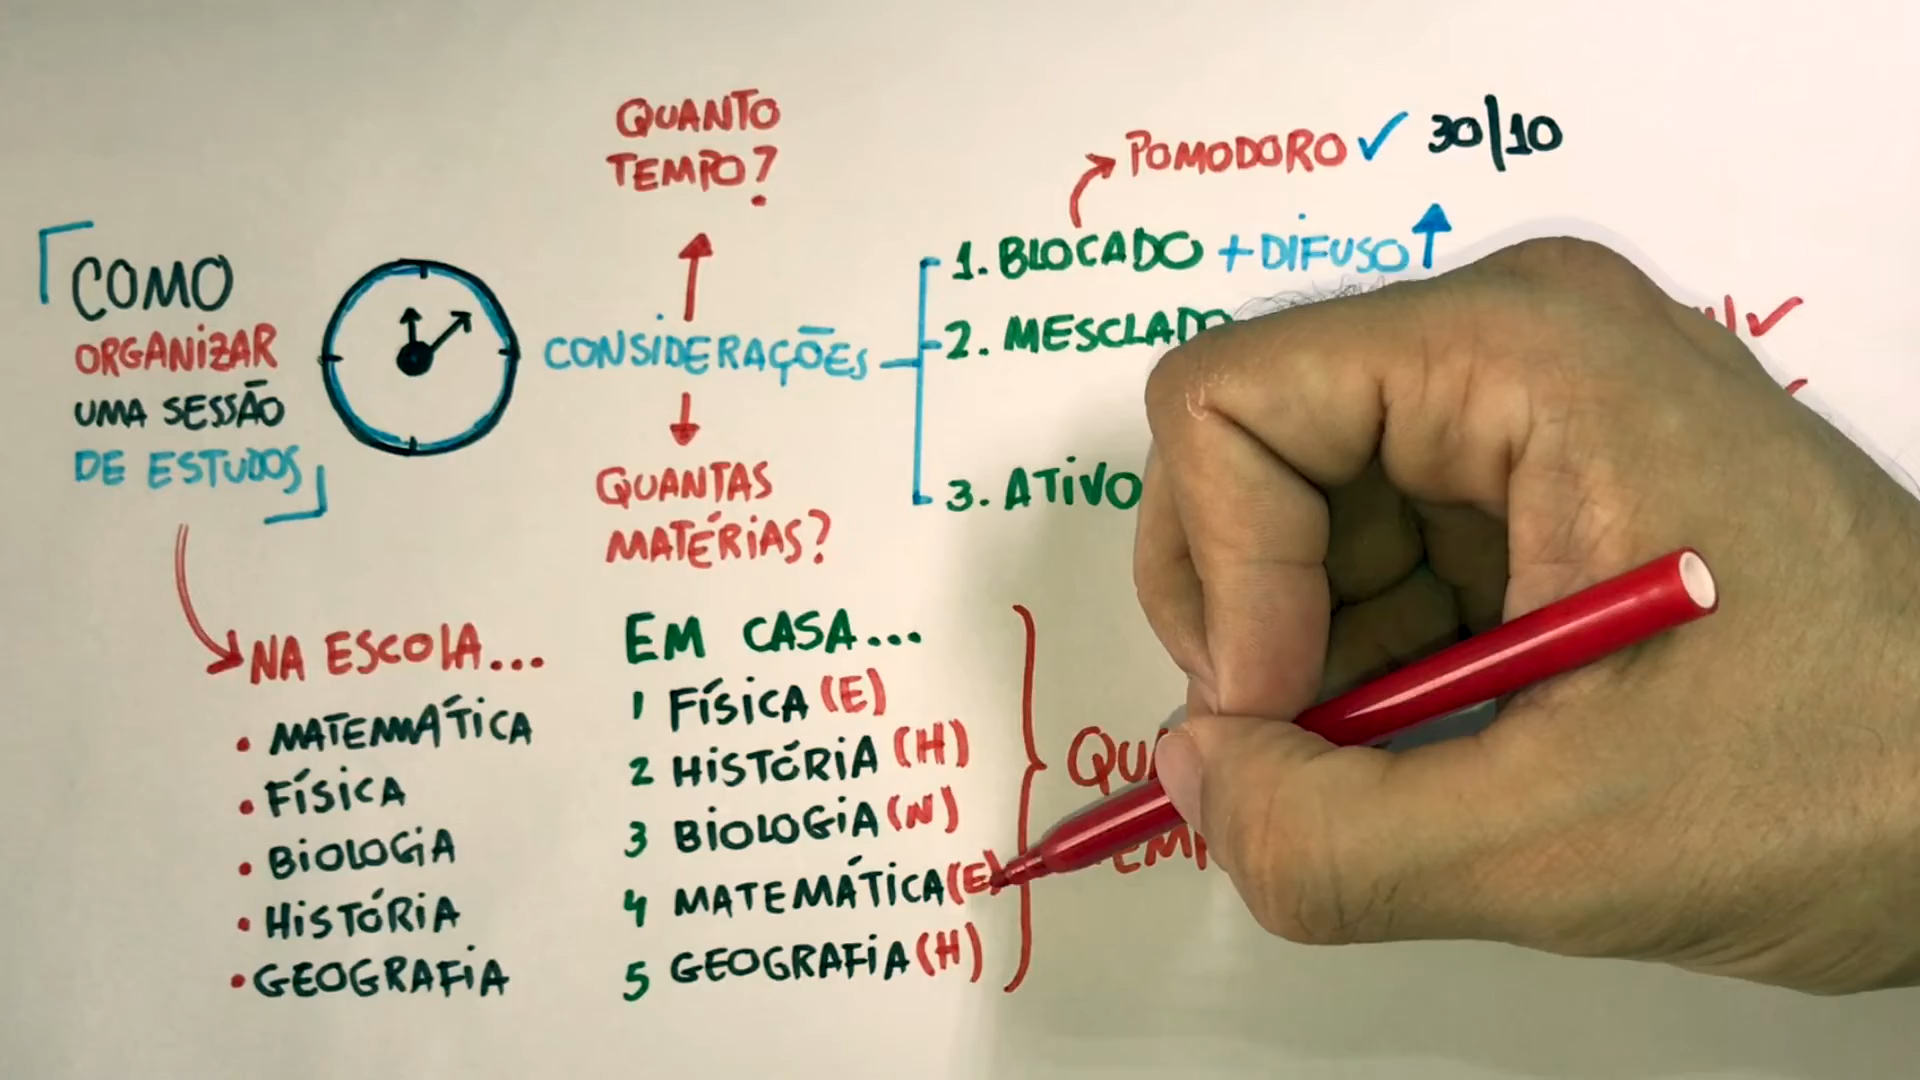 COMO
ORGANIZAR
UMA SESSÃO
DE ESTUDOS
QUANTO
TEMPO?
CONSIDERAÇÕES
QUANTAS
MATÉRIAS?
POMODORO ✓ 30/10
1. BLOCADO + DIFUSO ↑
2. MESCLADO
3. ATIVO
NA ESCOLA...
• MATEMÁTICA
• FÍSICA
• BIOLOGIA
• HISTÓRIA
• GEOGRAFIA
EM CASA...
1 FÍSICA (E)
2 HISTÓRIA (H)
3 BIOLOGIA (N)
4 MATEMÁTICA (E)
5 GEOGRAFIA (H)